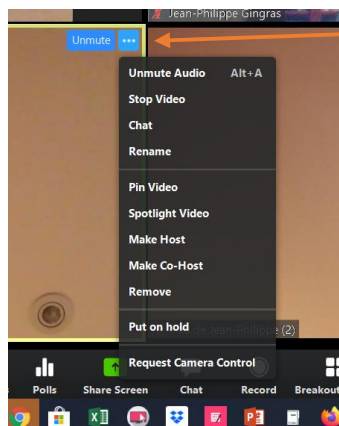 Jean-Philippe Gingras
Unmute ...
Unmute Audio Alt+A
Stop Video
Chat
Rename
Pin Video
Spotlight Video
Make Host
Make Co-Host
Remove
Put on hold
de Jean-Philippe (2)
Request Camera Control
Polls Share Screen Chat Record Breakout